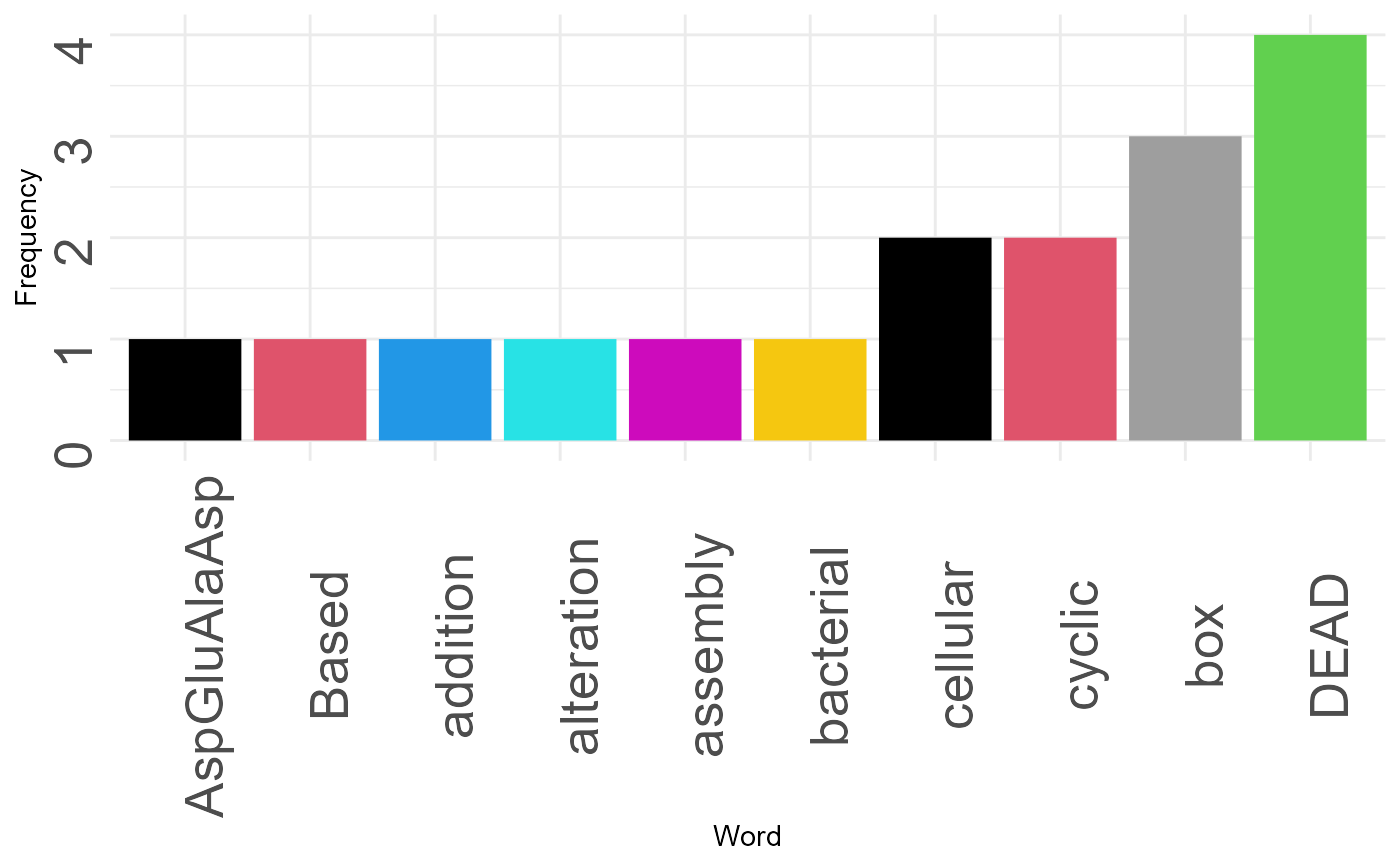 Frequency
4
3
2
1
0
AspGluAlaAsp
Based
addition
alteration
assembly
bacterial
cellular
cyclic
box
DEAD
Word